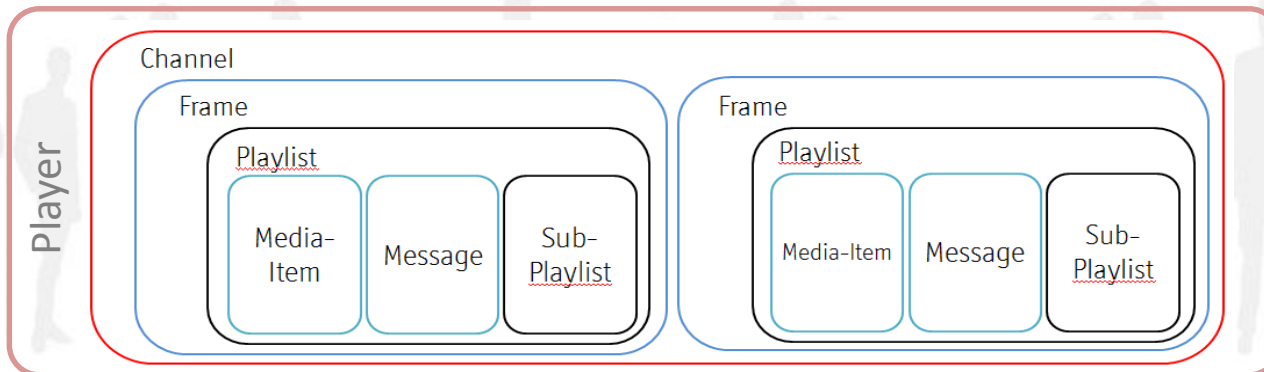 Player
Channel
Frame
Playlist
Media-
Item
Message
Sub-
Playlist
Frame
Playlist
Media-Item
Message
Sub-
Playlist